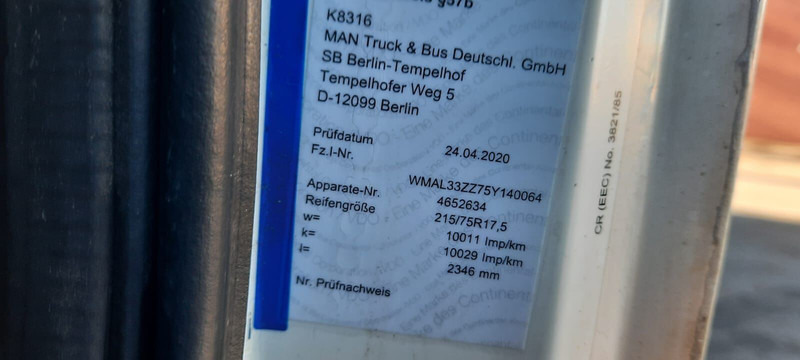 K8316
MAN Truck & Bus Deutschl. GmbH
SB Berlin-Tempelhof
Tempelhofer Weg 5
D-12099 Berlin
Prüfdatum 24.04.2020
Fz.I-Nr. WMAL33ZZ75Y140064
Apparate-Nr. 4652634
Reifengröße 215/75R17,5
w= 10011 Imp/km
k= 10029 Imp/km
l= 2346 mm
Nr. Prüfnachweis
CR (EEC) No. 3821/85